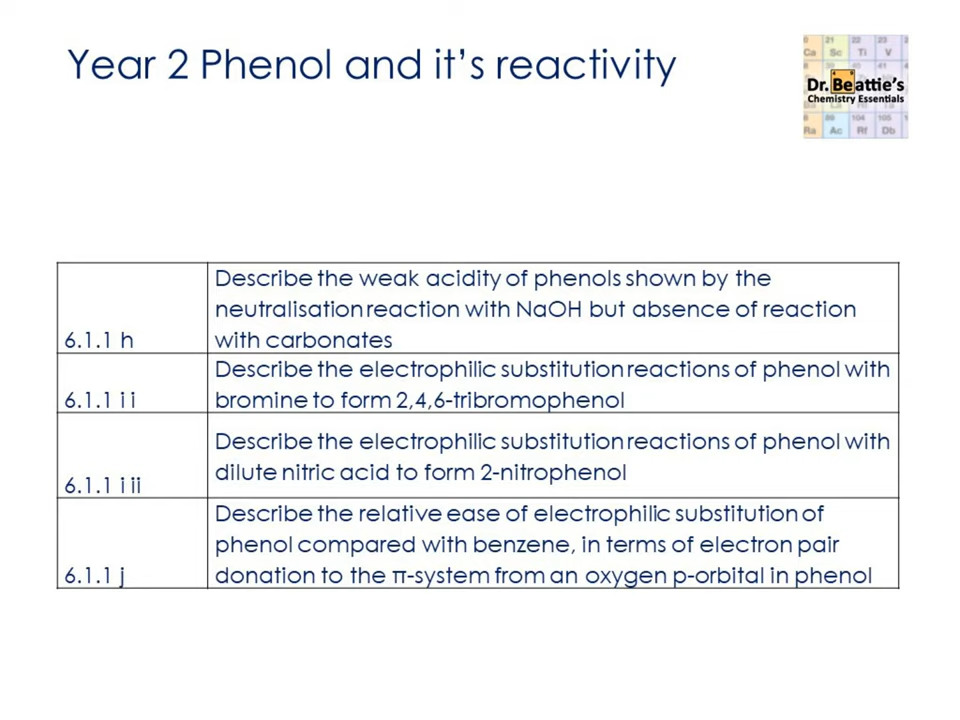 Year 2 Phenol and it's reactivity
Dr. Beattie's
Chemistry Essentials
Describe the weak acidity of phenols shown by the
neutralisation reaction with NaOH but absence of reaction
6.1.1 h with carbonates
Describe the electrophilic substitution reactions of phenol with
6.1.1 i i bromine to form 2,4,6-tribromophenol
Describe the electrophilic substitution reactions of phenol with
dilute nitric acid to form 2-nitrophenol
6.1.1 i ii
Describe the relative ease of electrophilic substitution of
phenol compared with benzene, in terms of electron pair
6.1.1 j donation to the π-system from an oxygen p-orbital in phenol